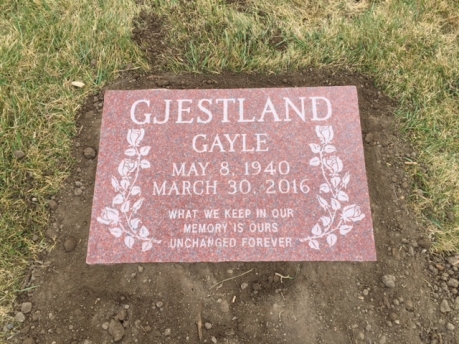 GJESTLAND
GAYLE
MAY 8, 1940
MARCH 30, 2016
WHAT WE KEEP IN OUR
MEMORY IS OURS
UNCHANGED FOREVER